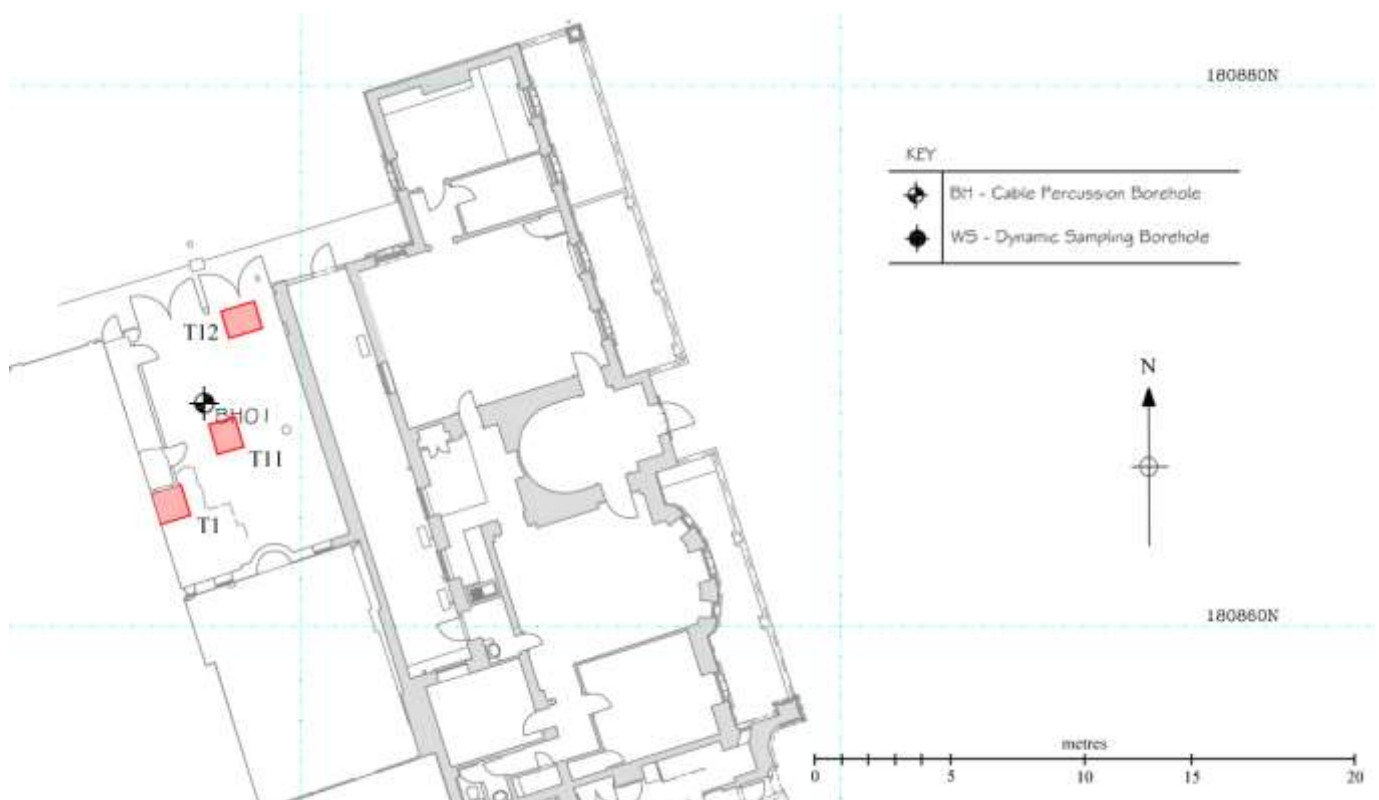 180880N
KEY
BH - Cable Percussion Borehole
WS - Dynamic Sampling Borehole
T12
N
BH01
T11
T1
180860N
metres
0 5 10 15 20